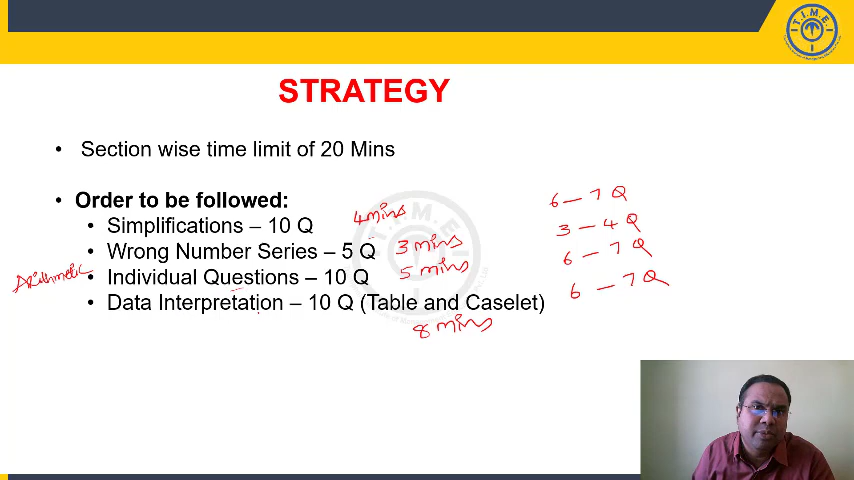 T.I.M.E.
STRATEGY
• Section wise time limit of 20 Mins
• Order to be followed:
• Simplifications – 10 Q 4 mins 6 – 7 Q
• Wrong Number Series – 5 Q 3 mins 3 – 4 Q
Arithmetic • Individual Questions – 10 Q 5 mins 6 – 7 Q
• Data Interpretation – 10 Q (Table and Caselet) 6 – 7 Q
8 mins